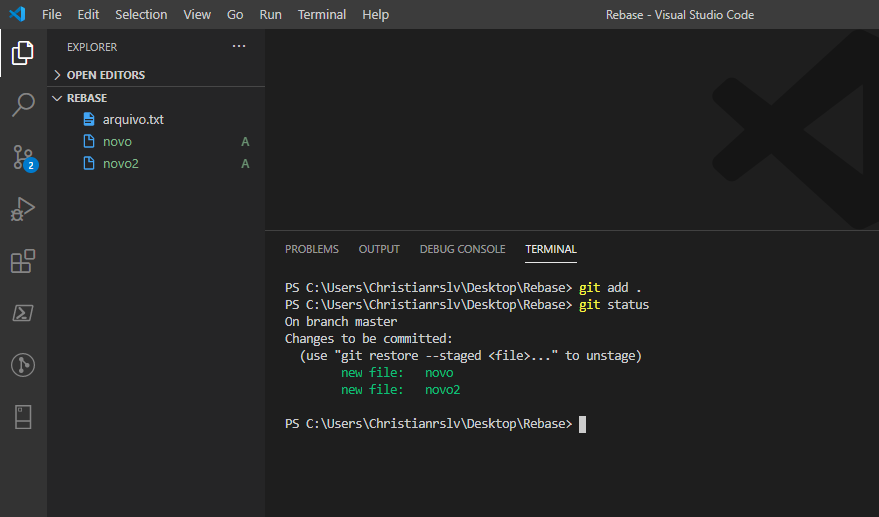 File Edit Selection View Go Run Terminal Help Rebase - Visual Studio Code
EXPLORER ...
OPEN EDITORS
REBASE
arquivo.txt
novo A
novo2 A
2
PROBLEMS OUTPUT DEBUG CONSOLE TERMINAL
PS C:\Users\Christianrslv\Desktop\Rebase> git add .
PS C:\Users\Christianrslv\Desktop\Rebase> git status
On branch master
Changes to be committed:
  (use "git restore --staged <file>..." to unstage)
        new file:   novo
        new file:   novo2
PS C:\Users\Christianrslv\Desktop\Rebase>